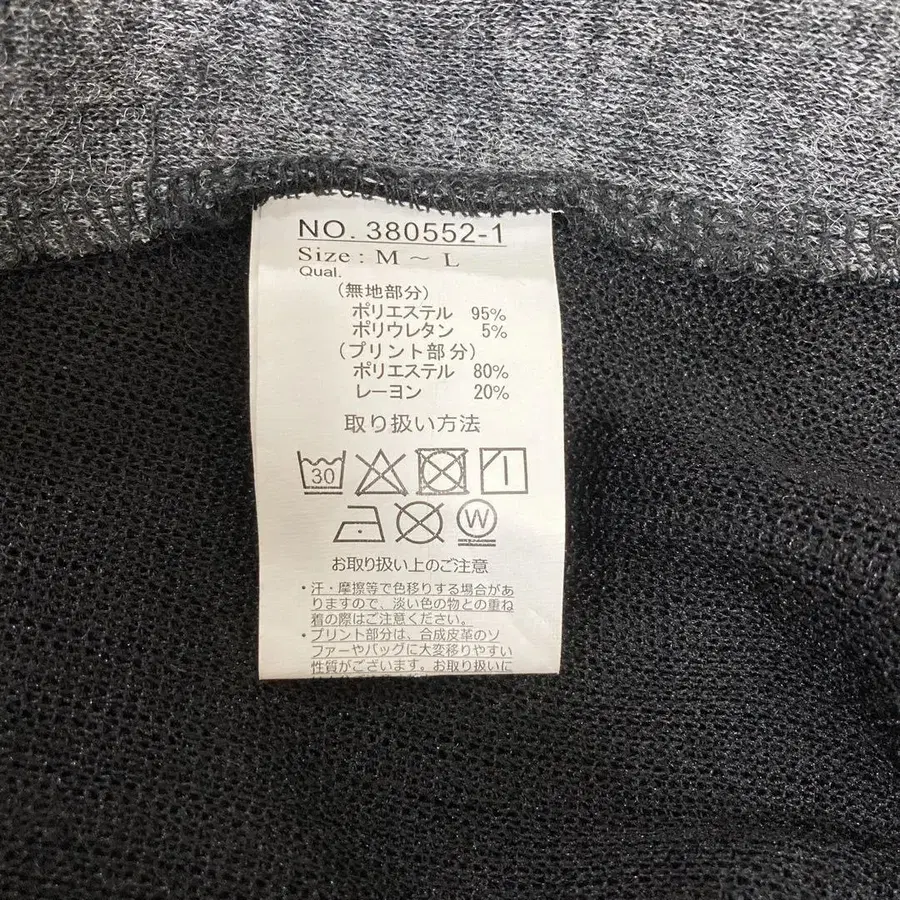 NO. 380552-1
Size : M ~ L
Qual.
(無地部分)
ポリエステル 95%
ポリウレタン 5%
(プリント部分)
ポリエステル 80%
レーヨン 20%
取り扱い方法
30
W
お取り扱い上のご注意
・汗・摩擦等で色移りする場合があ
りますので、淡い色の物との重ね
着の際はご注意ください。
・プリント部分は、合成皮革のソ
ファーやバッグに大変移りやすい
性質がございます。お取り扱いに